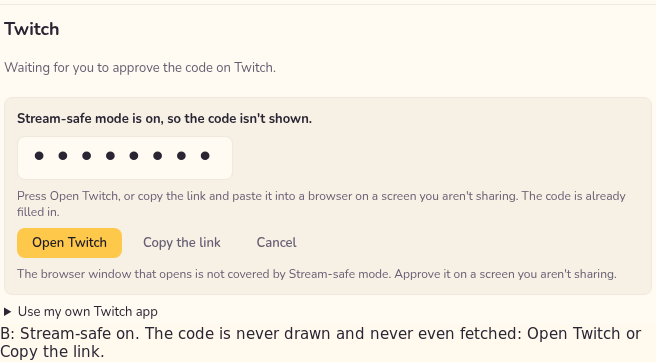 Twitch
Waiting for you to approve the code on Twitch.
Stream-safe mode is on, so the code isn't shown.
● ● ● ● ● ● ● ●
Press Open Twitch, or copy the link and paste it into a browser on a screen you aren't sharing. The code is already
filled in.
Open Twitch Copy the link Cancel
The browser window that opens is not covered by Stream-safe mode. Approve it on a screen you aren't sharing.
▶ Use my own Twitch app
B: Stream-safe on. The code is never drawn and never even fetched: Open Twitch or
Copy the link.